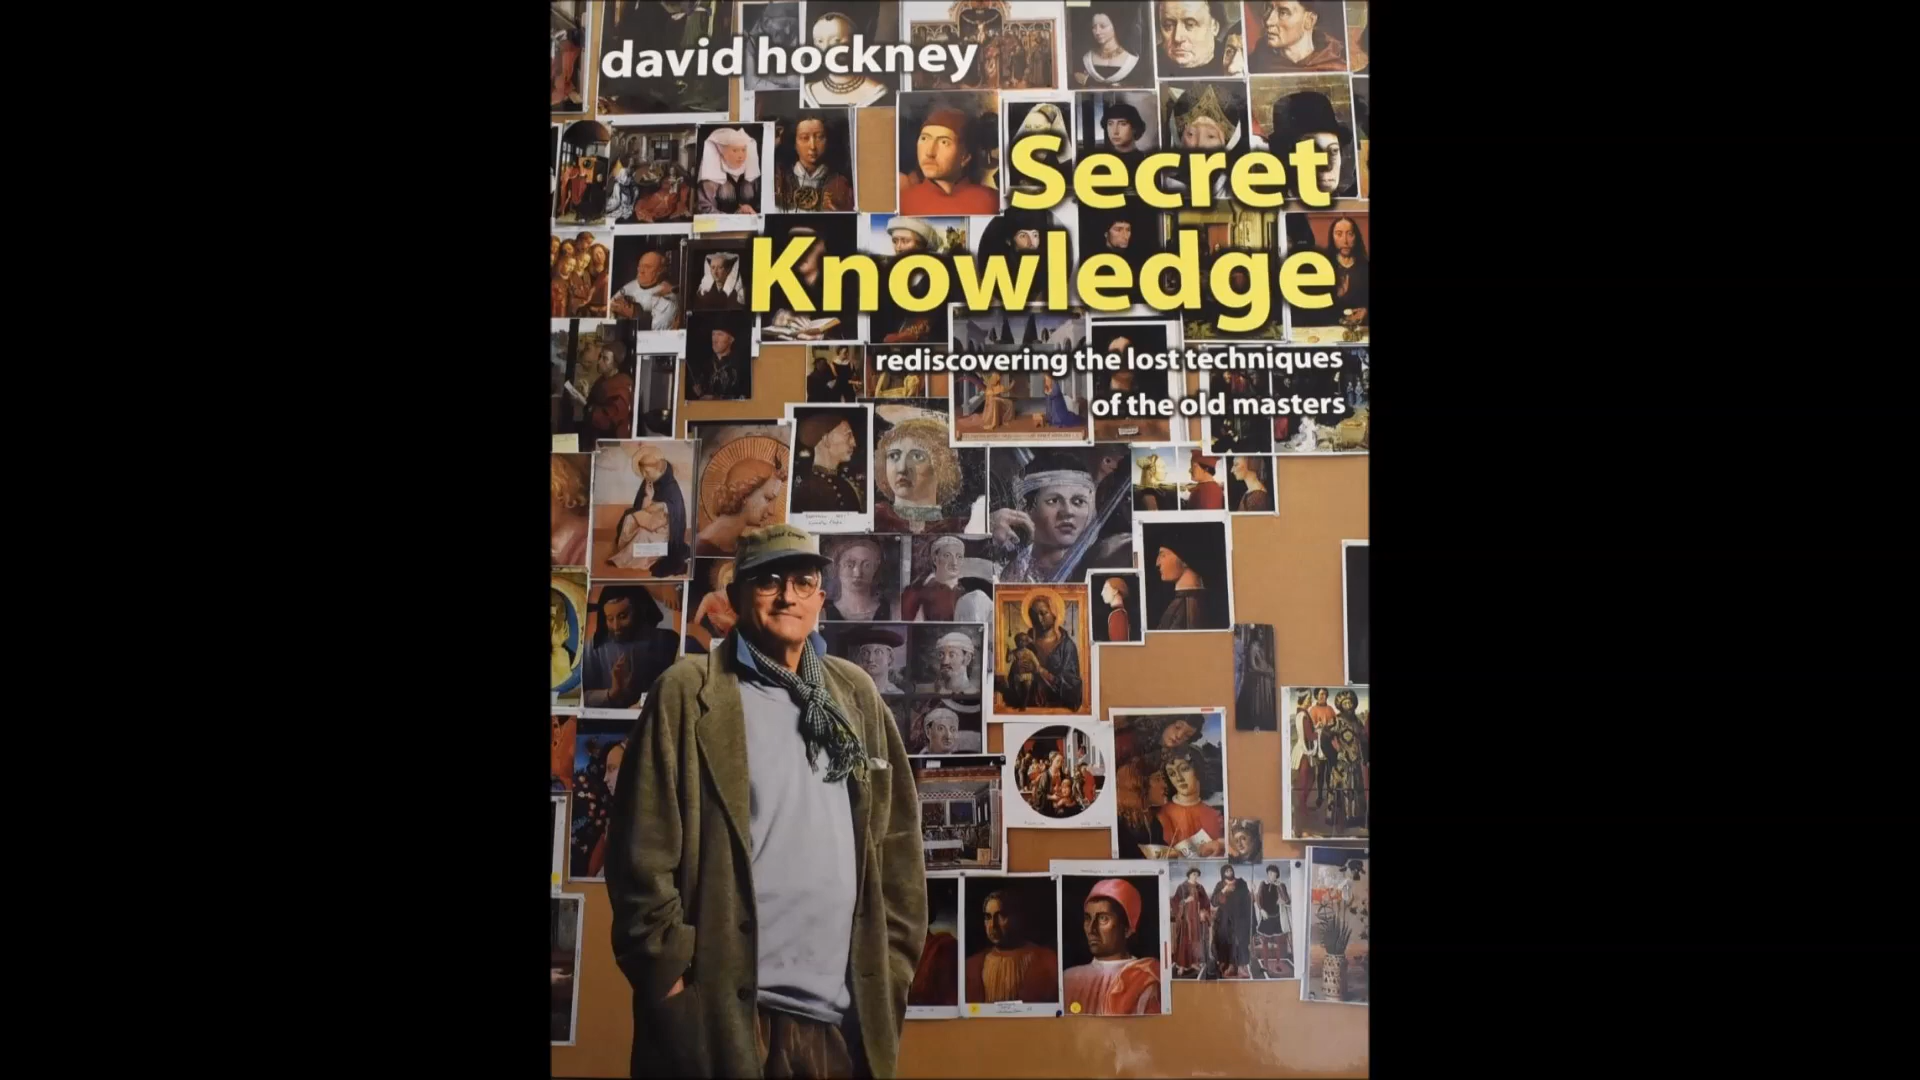 david hockney
Secret
Knowledge
rediscovering the lost techniques
of the old masters